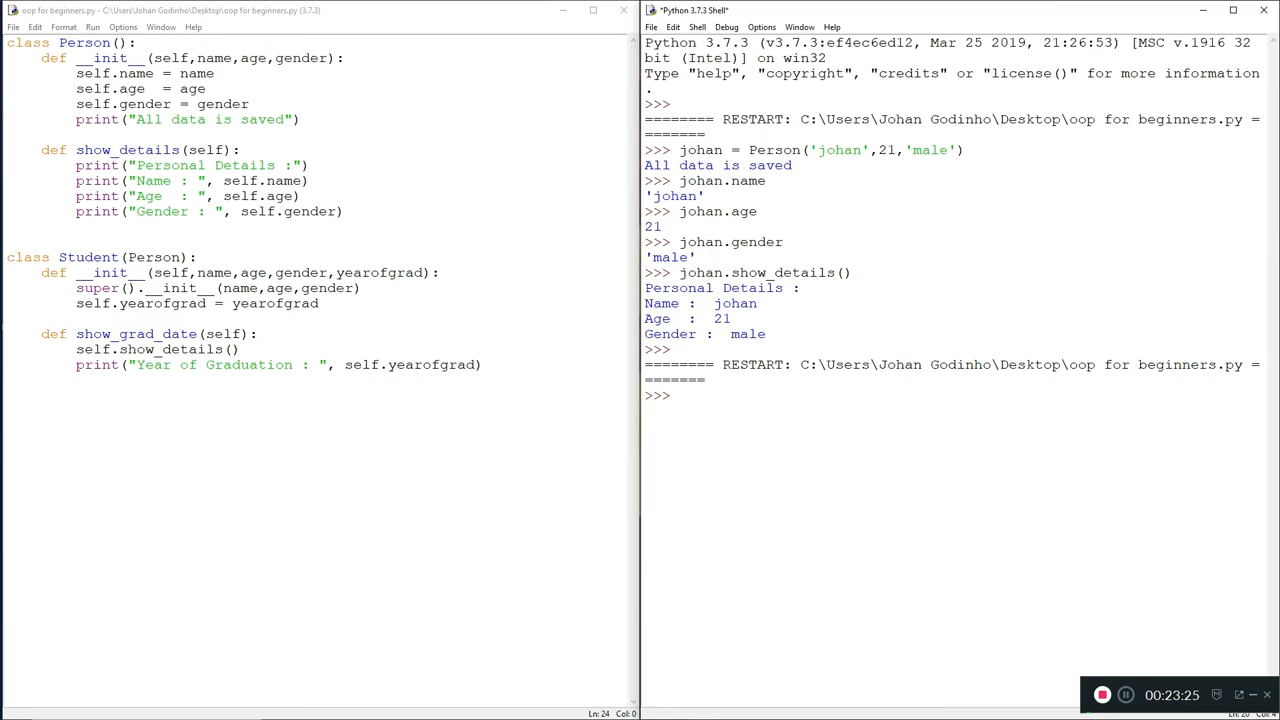 oop for beginners.py - C:\Users\Johan Godinho\Desktop\oop for beginners.py (3.7.3)
File Edit Format Run Options Window Help
class Person():
    def __init__(self,name,age,gender):
        self.name = name
        self.age  = age
        self.gender = gender
        print("All data is saved")
    def show_details(self):
        print("Personal Details :")
        print("Name : ", self.name)
        print("Age  : ", self.age)
        print("Gender : ", self.gender)
class Student(Person):
    def __init__(self,name,age,gender,yearofgrad):
        super().__init__(name,age,gender)
        self.yearofgrad = yearofgrad
    def show_grad_date(self):
        self.show_details()
        print("Year of Graduation : ", self.yearofgrad)
Ln: 24 Col: 0
*Python 3.7.3 Shell*
File Edit Shell Debug Options Window Help
Python 3.7.3 (v3.7.3:ef4ec6ed12, Mar 25 2019, 21:26:53) [MSC v.1916 32
bit (Intel)] on win32
Type "help", "copyright", "credits" or "license()" for more information
.
>>>
======== RESTART: C:\Users\Johan Godinho\Desktop\oop for beginners.py =
=======
>>> johan = Person('johan',21,'male')
All data is saved
>>> johan.name
'johan'
>>> johan.age
21
>>> johan.gender
'male'
>>> johan.show_details()
Personal Details :
Name :  johan
Age  :  21
Gender :  male
>>>
======== RESTART: C:\Users\Johan Godinho\Desktop\oop for beginners.py =
=======
>>>
00:23:25
Ln: 20 Col: 4